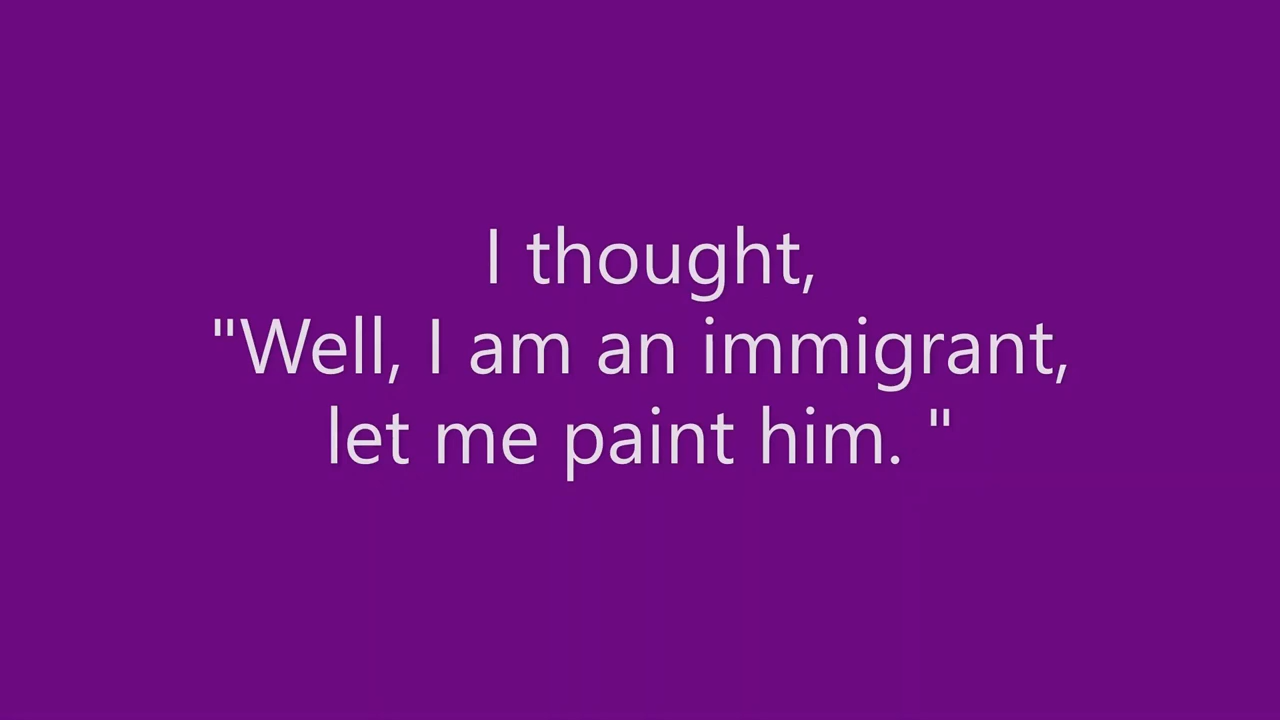 I thought,
"Well, I am an immigrant,
let me paint him. "